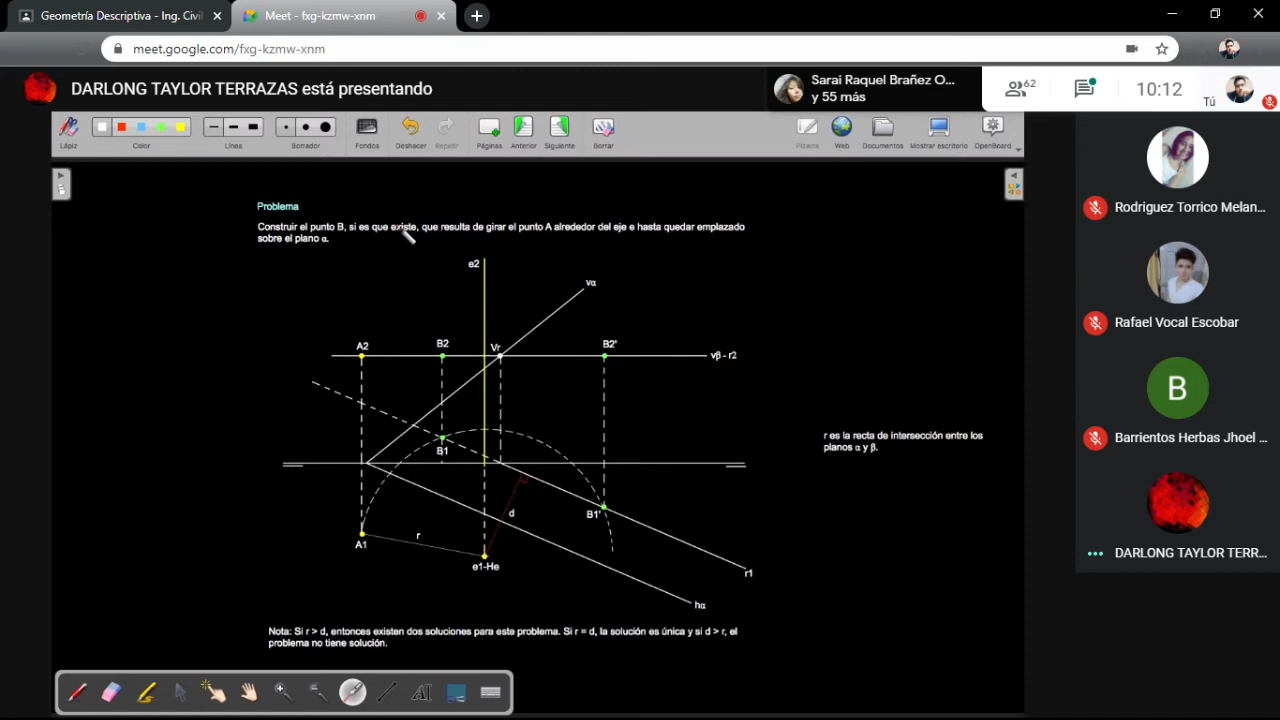 Geometría Descriptiva - Ing. Civil
Meet - fxg-kzmw-xnm
meet.google.com/fxg-kzmw-xnm
DARLONG TAYLOR TERRAZAS está presentando
Sarai Raquel Brañez O...
y 55 más
62
10:12
Tú
Lápiz
Color
Línea
Borrador
Fondos
Deshacer
Repetir
Páginas
Anterior
Siguiente
Borrar
Pizarra
Web
Documentos
Mostrar escritorio
OpenBoard
Problema
Construir el punto B, si es que existe, que resulta de girar el punto A alrededor del eje e hasta quedar emplazado
sobre el plano α.
e2
vα
A2
B2
Vr
B2'
vβ - r2
r es la recta de intersección entre los
planos α y β.
B1
B1'
d
r
A1
e1-He
r1
hα
Nota: Si r > d, entonces existen dos soluciones para este problema. Si r = d, la solución es única y si d > r, el
problema no tiene solución.
AI
Rodriguez Torrico Melan...
Rafael Vocal Escobar
B
Barrientos Herbas Jhoel ...
DARLONG TAYLOR TERR...